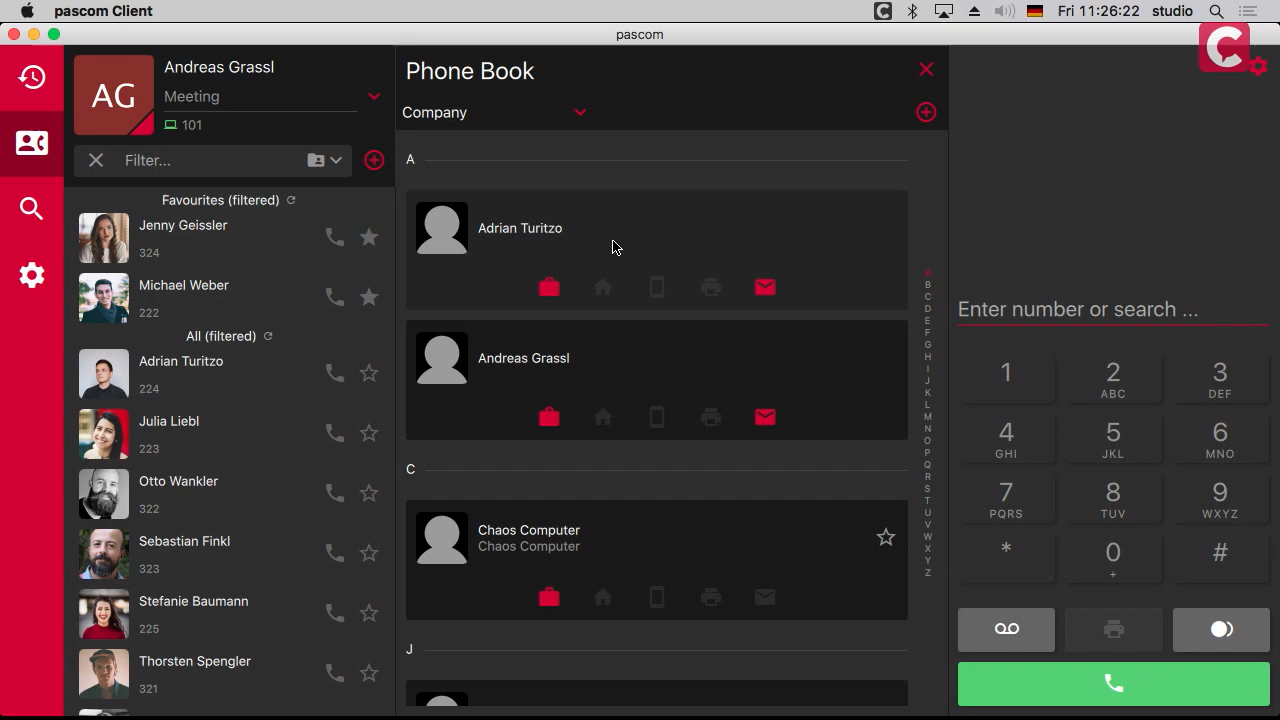 pascom Client
Fri 11:26:22 studio
pascom
AG
Andreas Grassl
Meeting
101
Filter...
Favourites (filtered)
Jenny Geissler
324
Michael Weber
222
All (filtered)
Adrian Turitzo
224
Julia Liebl
223
Otto Wankler
322
Sebastian Finkl
323
Stefanie Baumann
225
Thorsten Spengler
321
Phone Book
Company
A
Adrian Turitzo
Andreas Grassl
C
Chaos Computer
Chaos Computer
J
B
C
D
E
F
G
H
I
J
K
L
M
N
O
P
Q
R
S
T
U
V
W
X
Y
Z
Enter number or search ...
1
2
ABC
3
DEF
4
GHI
5
JKL
6
MNO
7
PQRS
8
TUV
9
WXYZ
*
0
+
#